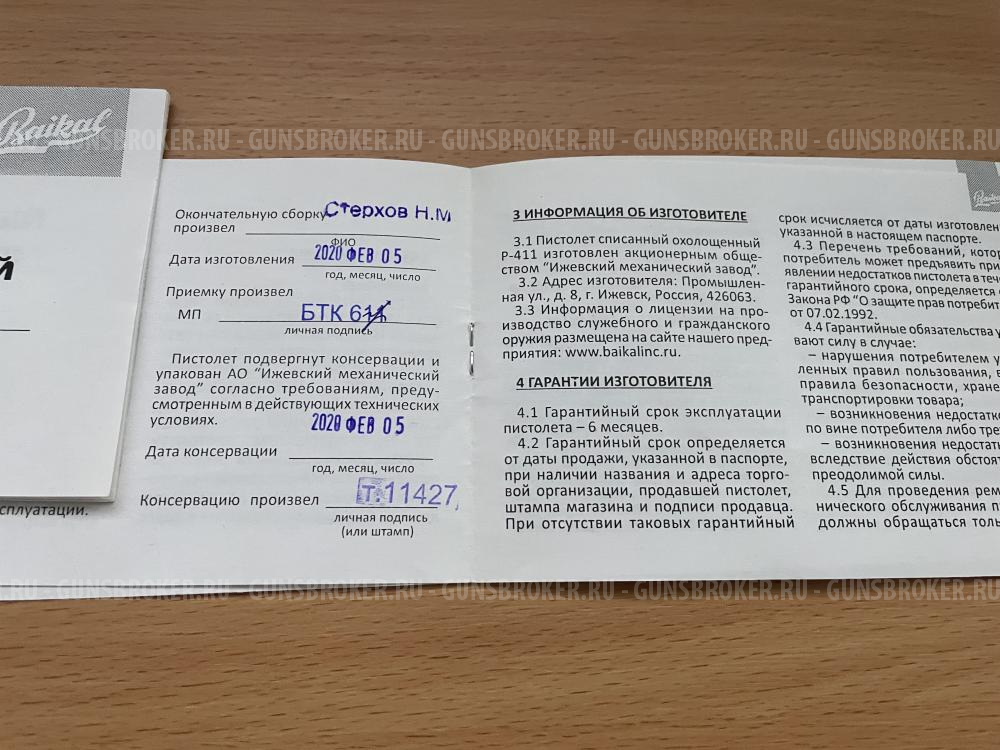 GUNSBROKER.RU - GUNSBROKER.RU - GUNSBROKER.RU - GUNSBROKER.RU - GUNSBROKER.RU
Baikal
й
сплуатации.
Окончательную сборку Стерхов Н.М
произвел
ФИО
Дата изготовления 2020 ФЕВ 05
год, месяц, число
Приемку произвел
МП БТК 611
личная подпись
Пистолет подвергнут консервации и
упакован АО “Ижевский механический
завод” согласно требованиям, преду-
смотренным в действующих технических
условиях.
2020 ФЕВ 05
Дата консервации
год, месяц, число
Консервацию произвел т.11427,
личная подпись
(или штамп)
3 ИНФОРМАЦИЯ ОБ ИЗГОТОВИТЕЛЕ
3.1 Пистолет списанный охолощенный
Р-411 изготовлен акционерным обще-
ством “Ижевский механический завод”.
3.2 Адрес изготовителя: Промышлен-
ная ул., д. 8, г. Ижевск, Россия, 426063.
3.3 Информация о лицензии на про-
изводство служебного и гражданского
оружия размещена на сайте нашего пред-
приятия: www.baikalinc.ru.
4 ГАРАНТИИ ИЗГОТОВИТЕЛЯ
4.1 Гарантийный срок эксплуатации
пистолета – 6 месяцев.
4.2 Гарантийный срок определяется
от даты продажи, указанной в паспорте,
при наличии названия и адреса торго-
вой организации, продавшей пистолет,
штампа магазина и подписи продавца.
При отсутствии таковых гарантийный
Baikal
срок исчисляется от даты изготовлен
указанной в настоящем паспорте.
4.3 Перечень требований, котор
потребитель может предъявить при
явлении недостатков пистолета в тече
гарантийного срока, определяется с
Закона РФ “О защите прав потребит
от 07.02.1992.
4.4 Гарантийные обязательства у
вают силу в случае:
– нарушения потребителем у
ленных правил пользования, в
правила безопасности, хране
транспортировки товара;
– возникновения недостатко
по вине потребителя либо тре
– возникновения недостат
вследствие действия обстоят
преодолимой силы.
4.5 Для проведения рем
нического обслуживания п
должны обращаться толь
RU - GUNSBROKER.RU - GUNSBROKER.RU - GUNSBROKER.RU - GUNSBROKER.RU - GUNSBROKER.RU